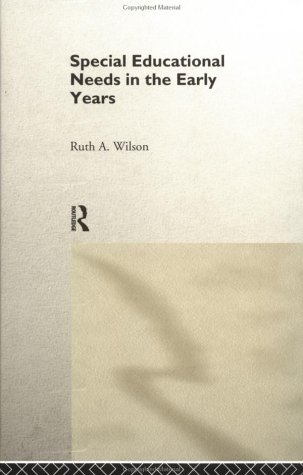 Copyrighted Material
Special Educational
Needs in the Early
Years
Ruth A. Wilson
ROUTLEDGE
Copyrighted Material